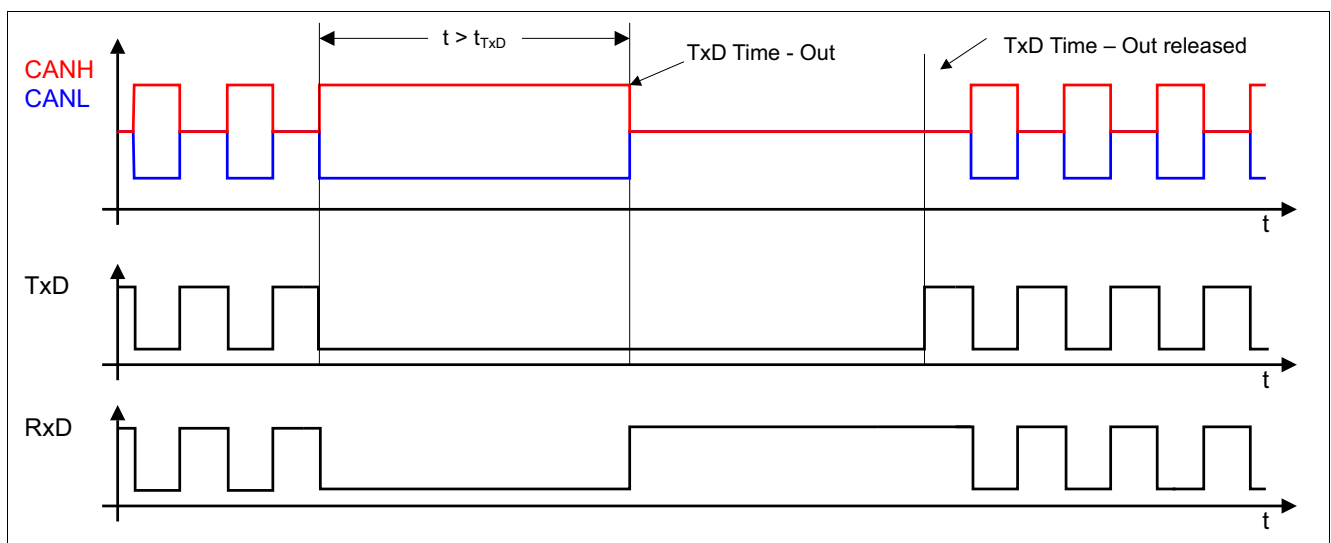 t > tTxD
TxD Time - Out
TxD Time – Out released
CANH
CANL
t
TxD
t
RxD
t